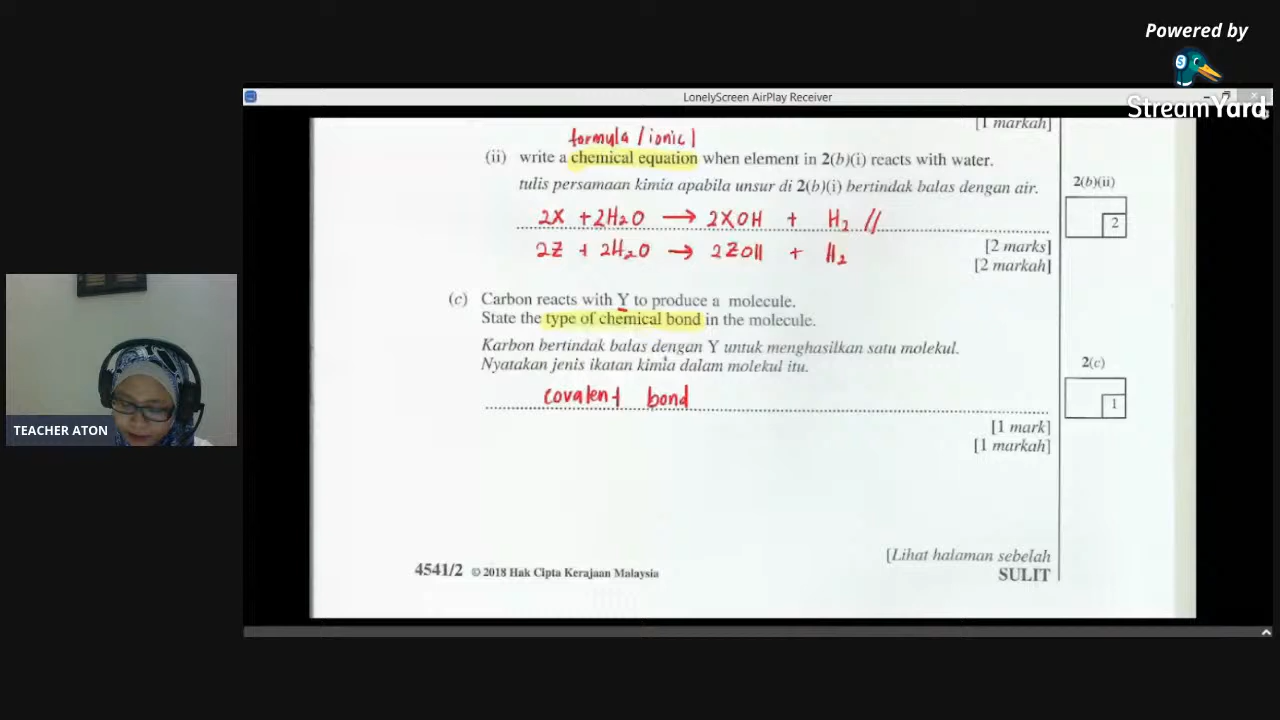 Powered by
S
StreamYard
LonelyScreen AirPlay Receiver
[1 markah]
formula / ionic
(ii) write a chemical equation when element in 2(b)(i) reacts with water.
tulis persamaan kimia apabila unsur di 2(b)(i) bertindak balas dengan air.
2(b)(ii)
2
2X + 2H₂O → 2XOH + H₂ //
2Z + 2H₂O → 2ZOH + H₂
[2 marks]
[2 markah]
(c) Carbon reacts with Y to produce a molecule.
State the type of chemical bond in the molecule.
Karbon bertindak balas dengan Y untuk menghasilkan satu molekul.
Nyatakan jenis ikatan kimia dalam molekul itu.
2(c)
1
covalent bond
[1 mark]
[1 markah]
TEACHER ATON
[Lihat halaman sebelah
4541/2 © 2018 Hak Cipta Kerajaan Malaysia
SULIT